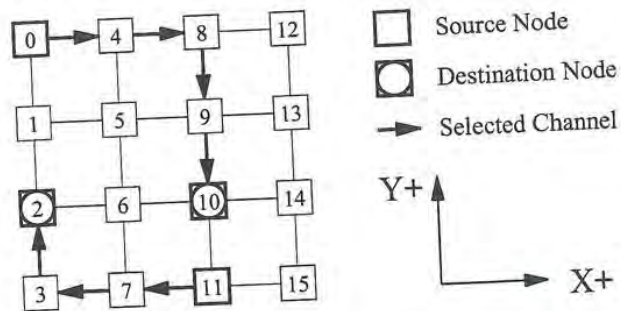 0 4 8 12
Source Node
Destination Node
1 5 9 13
Selected Channel
Y+
2 6 10 14
3 7 11 15
X+